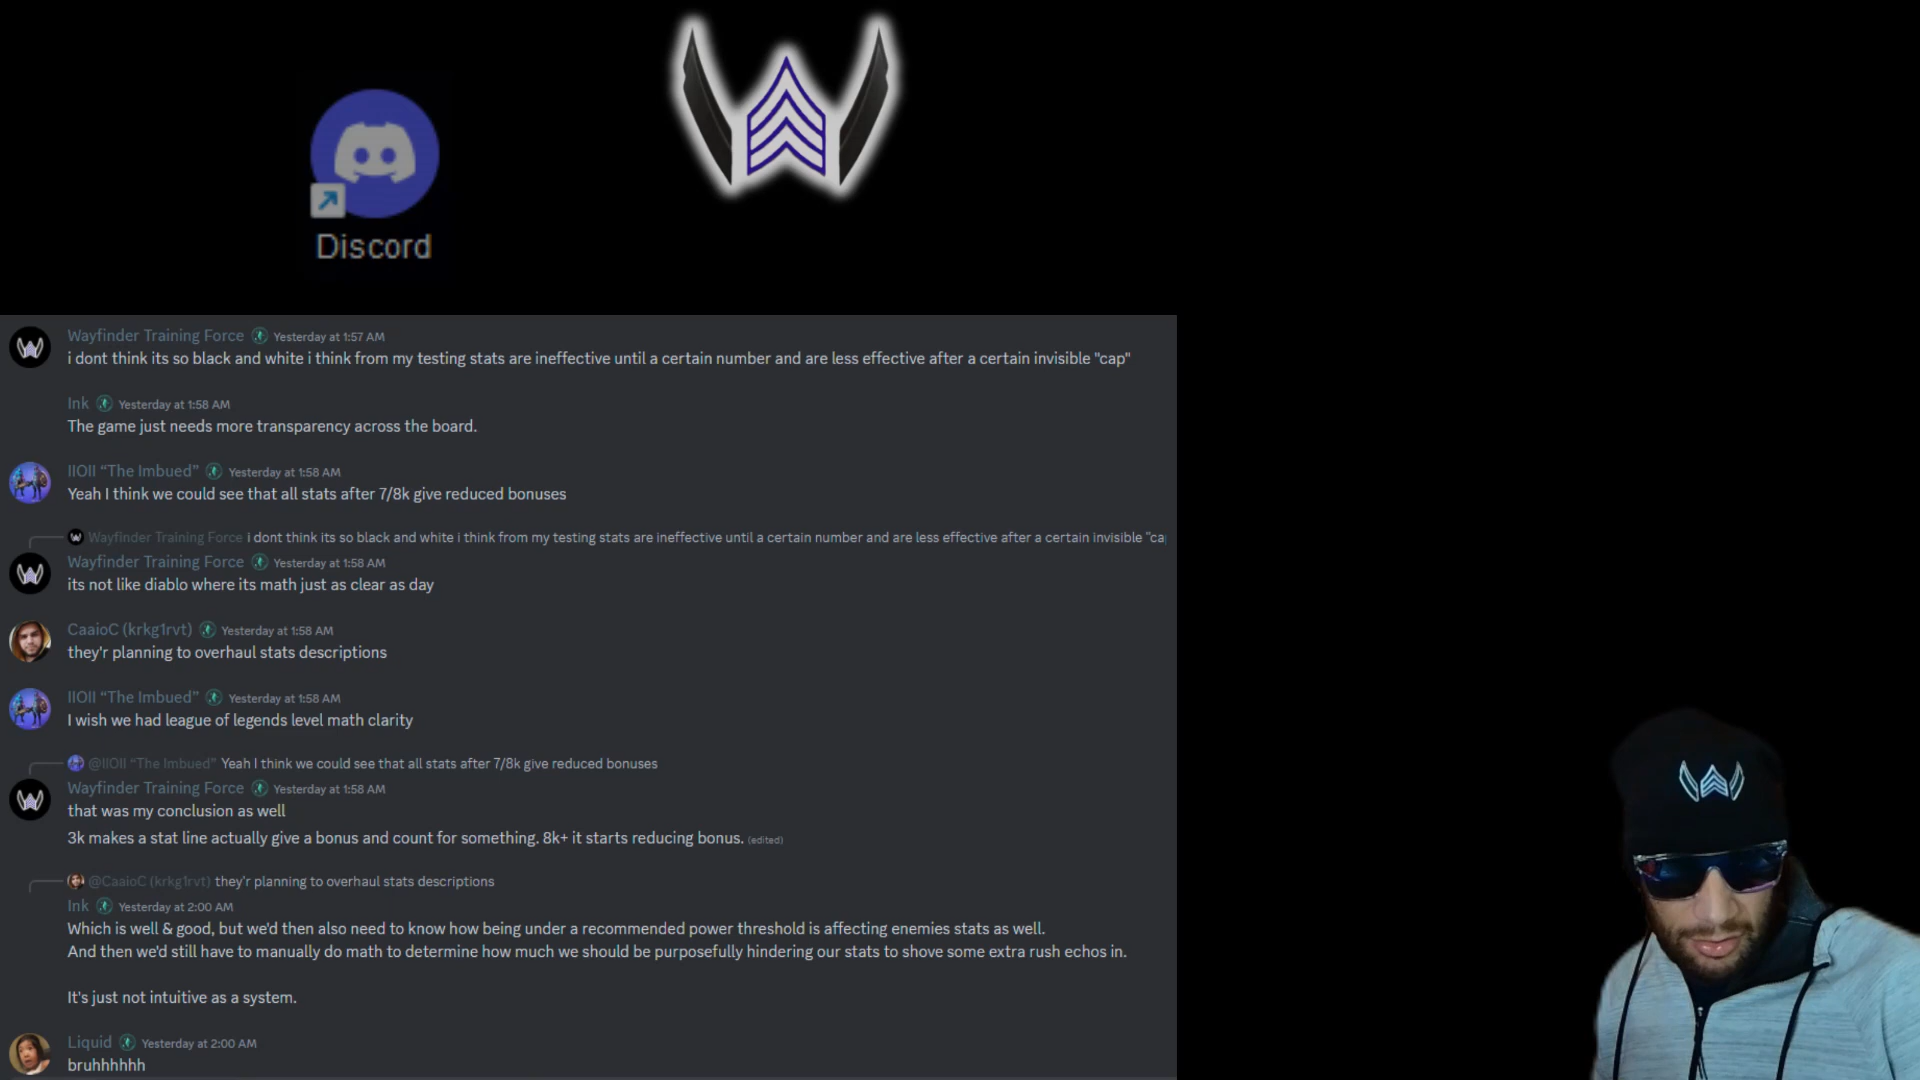 Discord
Wayfinder Training Force Yesterday at 1:57 AM
i dont think its so black and white i think from my testing stats are ineffective until a certain number and are less effective after a certain invisible "cap"
Ink Yesterday at 1:58 AM
The game just needs more transparency across the board.
IIOII “The Imbued” Yesterday at 1:58 AM
Yeah I think we could see that all stats after 7/8k give reduced bonuses
Wayfinder Training Force i dont think its so black and white i think from my testing stats are ineffective until a certain number and are less effective after a certain invisible "ca
Wayfinder Training Force Yesterday at 1:58 AM
its not like diablo where its math just as clear as day
CaaioC (krkg1rvt) Yesterday at 1:58 AM
they'r planning to overhaul stats descriptions
IIOII “The Imbued” Yesterday at 1:58 AM
I wish we had league of legends level math clarity
@IIOII “The Imbued” Yeah I think we could see that all stats after 7/8k give reduced bonuses
Wayfinder Training Force Yesterday at 1:58 AM
that was my conclusion as well
3k makes a stat line actually give a bonus and count for something. 8k+ it starts reducing bonus. (edited)
@CaaioC (krkg1rvt) they'r planning to overhaul stats descriptions
Ink Yesterday at 2:00 AM
Which is well & good, but we'd then also need to know how being under a recommended power threshold is affecting enemies stats as well.
And then we'd still have to manually do math to determine how much we should be purposefully hindering our stats to shove some extra rush echos in.
It's just not intuitive as a system.
Liquid Yesterday at 2:00 AM
bruhhhhhh